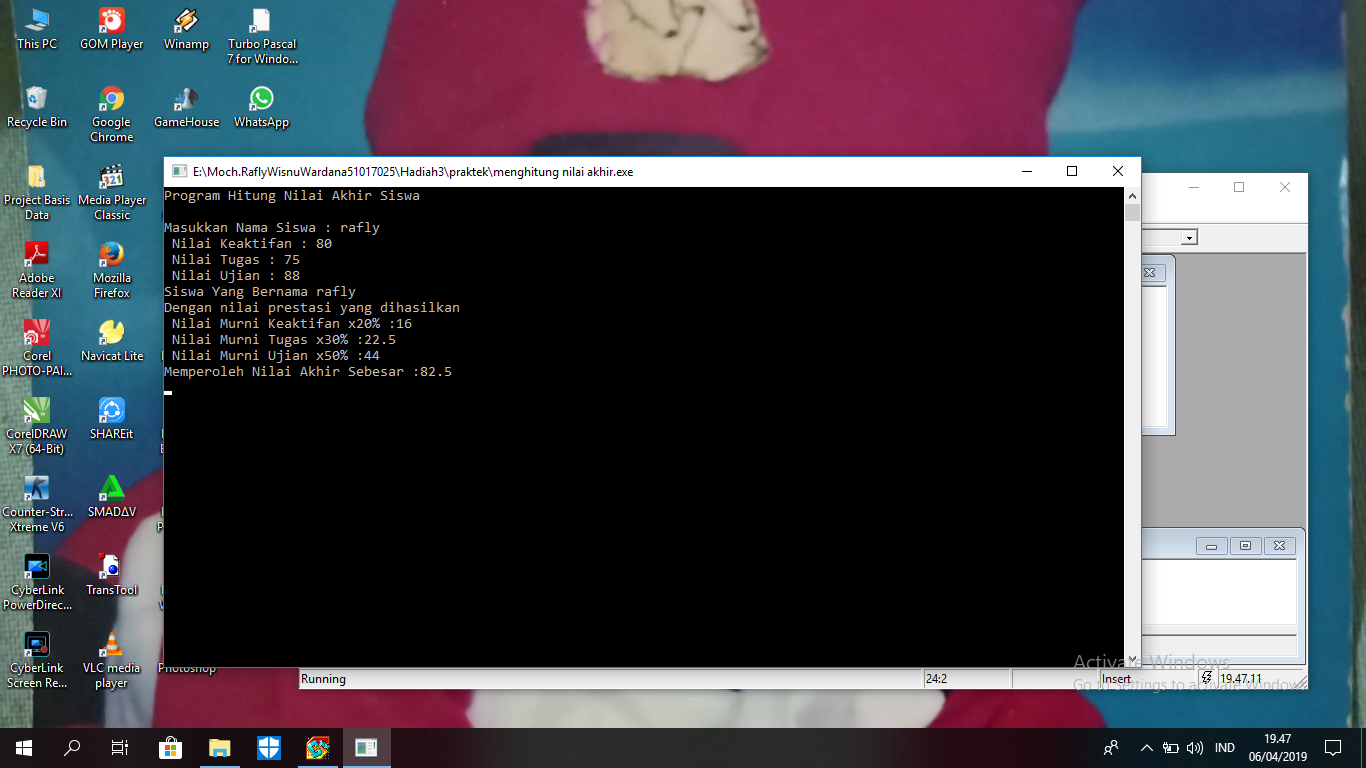 This PC
GOM Player
Winamp
Turbo Pascal
7 for Windo...
Recycle Bin
Google
Chrome
GameHouse
WhatsApp
E:\Moch.RaflyWisnuWardana51017025\Hadiah3\praktek\menghitung nilai akhir.exe
Program Hitung Nilai Akhir Siswa
Masukkan Nama Siswa : rafly
Nilai Keaktifan : 80
Nilai Tugas : 75
Nilai Ujian : 88
Siswa Yang Bernama rafly
Dengan nilai prestasi yang dihasilkan
Nilai Murni Keaktifan x20% :16
Nilai Murni Tugas x30% :22.5
Nilai Murni Ujian x50% :44
Memperoleh Nilai Akhir Sebesar :82.5
Project Basis
Data
Media Player
Classic
Adobe
Reader XI
Mozilla
Firefox
Corel
PHOTO-PAI...
Navicat Lite
CorelDRAW
X7 (64-Bit)
SHAREit
Counter-Str...
Xtreme V6
SMADΔV
CyberLink
PowerDirec...
TransTool
CyberLink
Screen Re...
VLC media
player
Photoshop
Running
24:2
Insert
19.47.11
Activate Windows
Go to Settings to activate Windows.
IND
19.47
06/04/2019